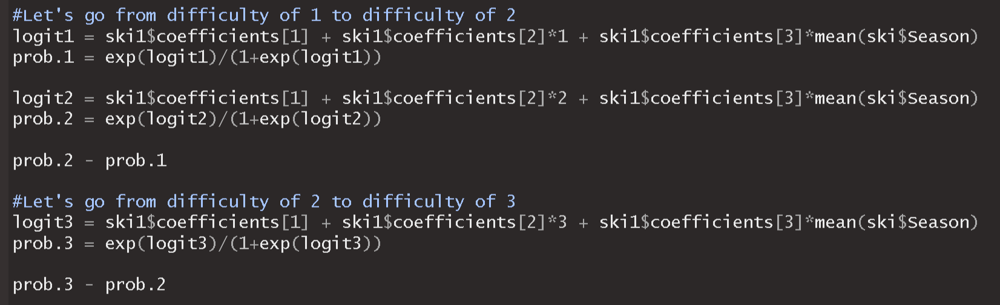 #Let's go from difficulty of 1 to difficulty of 2
logit1 = ski1$coefficients[1] + ski1$coefficients[2]*1 + ski1$coefficients[3]*mean(ski$Season)
prob.1 = exp(logit1)/(1+exp(logit1))
logit2 = ski1$coefficients[1] + ski1$coefficients[2]*2 + ski1$coefficients[3]*mean(ski$Season)
prob.2 = exp(logit2)/(1+exp(logit2))
prob.2 - prob.1
#Let's go from difficulty of 2 to difficulty of 3
logit3 = ski1$coefficients[1] + ski1$coefficients[2]*3 + ski1$coefficients[3]*mean(ski$Season)
prob.3 = exp(logit3)/(1+exp(logit3))
prob.3 - prob.2